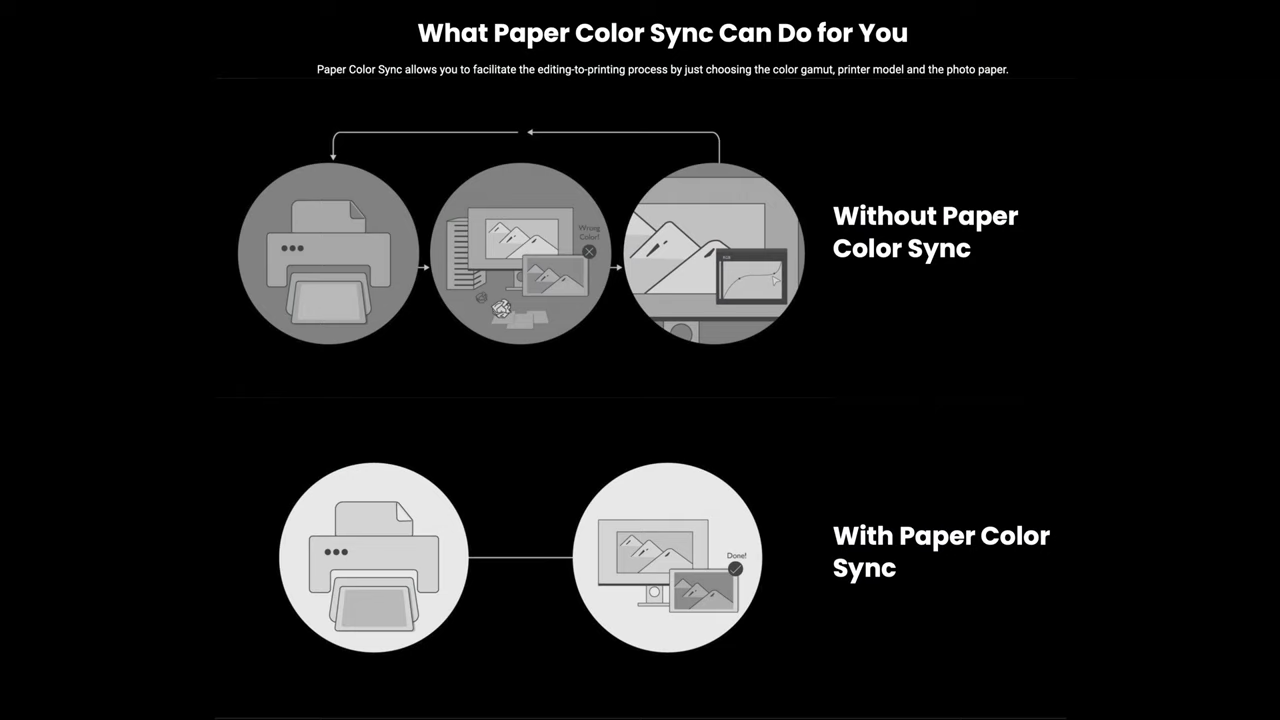 What Paper Color Sync Can Do for You
Paper Color Sync allows you to facilitate the editing-to-printing process by just choosing the color gamut, printer model and the photo paper.
Wrong
Color!
Without Paper
Color Sync
Done!
With Paper Color
Sync